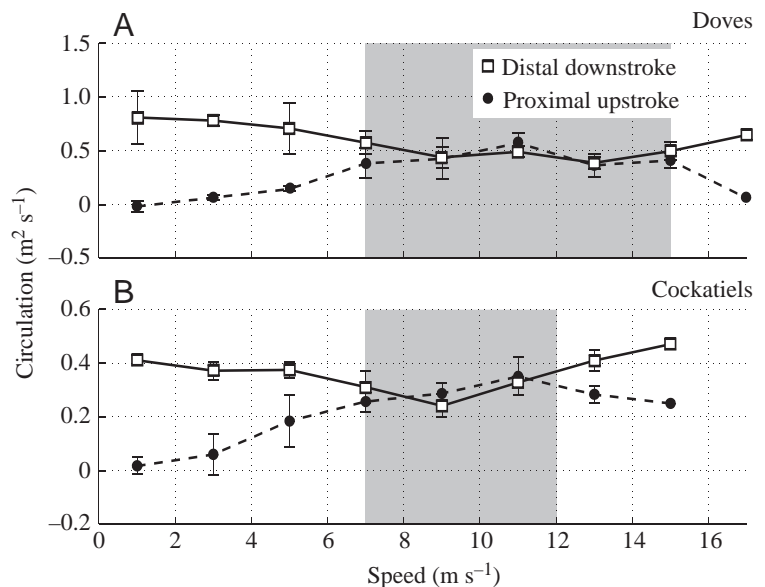 A
Doves
1.5
1.0
0.5
0
–0.5
Distal downstroke
Proximal upstroke
B
Cockatiels
0.6
0.4
0.2
0
–0.2
Circulation (m² s⁻¹)
0 2 4 6 8 10 12 14 16
Speed (m s⁻¹)